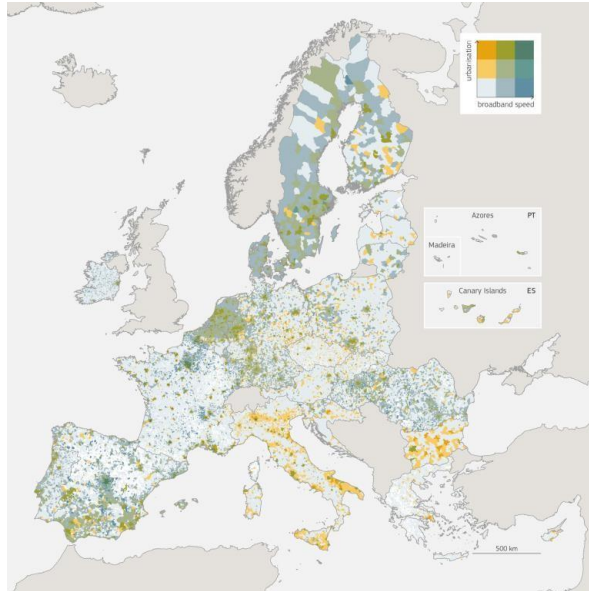 urbanisation
broadband speed
Azores
PT
Madeira
Canary Islands
ES
500 km